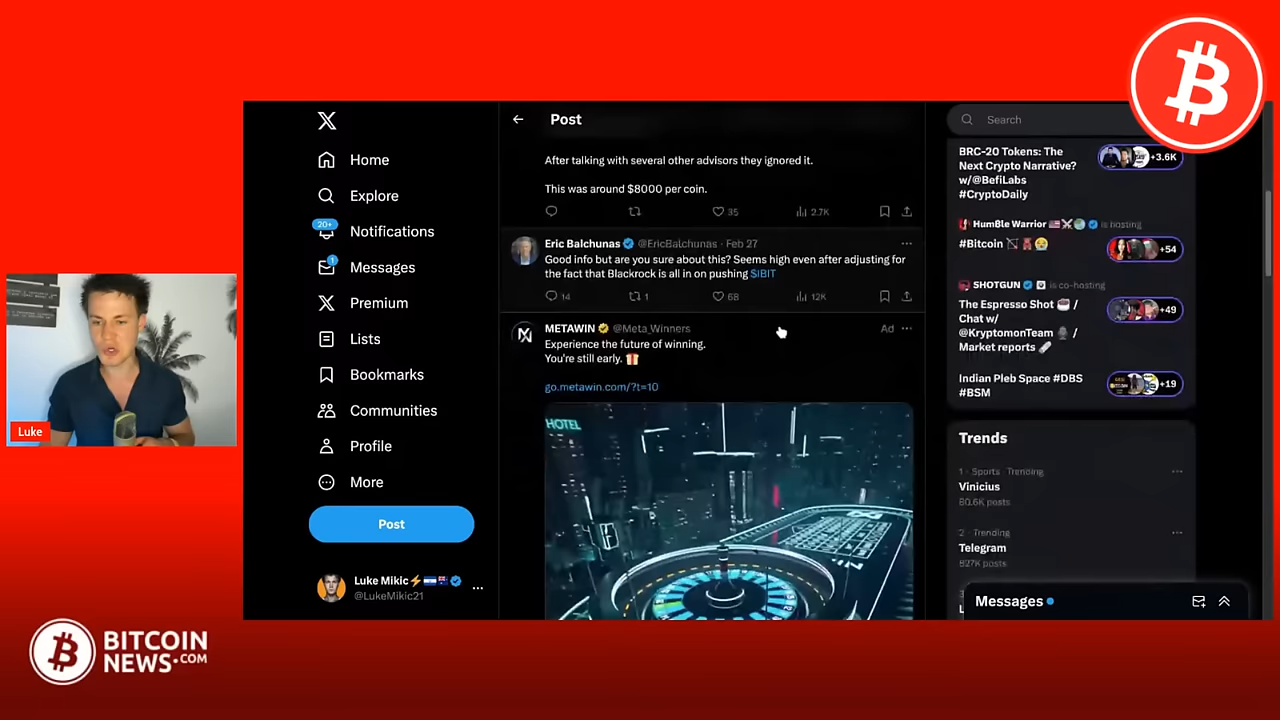 Luke
BITCOIN
NEWS.COM
Home
Explore
20+
Notifications
1
Messages
Premium
Lists
Bookmarks
Communities
Profile
More
Post
Luke Mikic
@LukeMikic21
Post
After talking with several other advisors they ignored it.
This was around $8000 per coin.
35
2.7K
Eric Balchunas @EricBalchunas · Feb 27
Good info but are you sure about this? Seems high even after adjusting for
the fact that Blackrock is all in on pushing $IBIT
14
1
68
12K
METAWIN @Meta_Winners
Ad
Experience the future of winning.
You're still early.
go.metawin.com/?t=10
HOTEL
Search
BRC-20 Tokens: The
Next Crypto Narrative?
w/@BefiLabs
#CryptoDaily
+3.6K
HumBle Warrior is hosting
#Bitcoin
+54
SHOTGUN is co-hosting
The Espresso Shot /
Chat w/
@KryptomonTeam /
Market reports
+49
Indian Pleb Space #DBS
#BSM
+19
Trends
1 · Sports · Trending
Vinicius
80.6K posts
2 · Trending
Telegram
827K posts
Messages